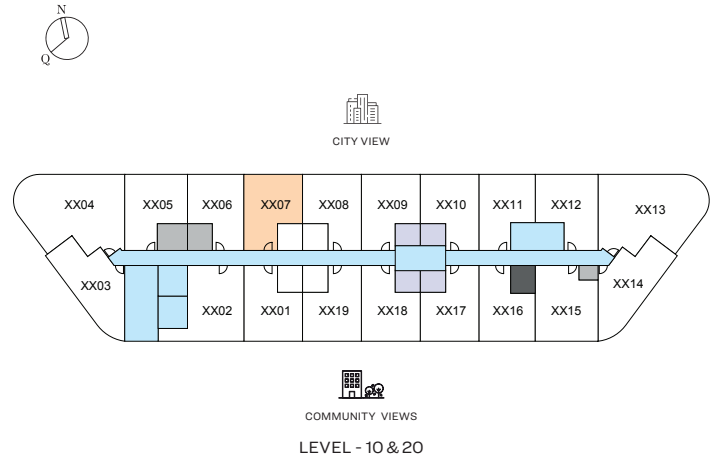 N
Q
CITY VIEW
XX04 XX05 XX06 XX07 XX08 XX09 XX10 XX11 XX12 XX13
XX03 XX14
XX02 XX01 XX19 XX18 XX17 XX16 XX15
COMMUNITY VIEWS
LEVEL - 10 & 20